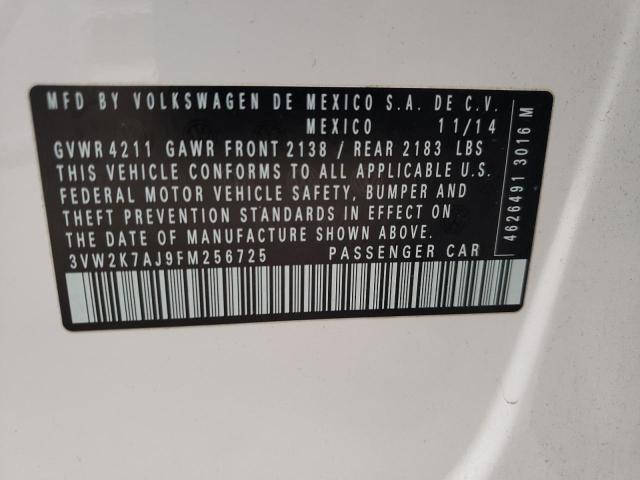 MFD BY VOLKSWAGEN DE MEXICO S.A. DE C.V.
MEXICO 11/14
GVWR 4211 GAWR FRONT 2138 / REAR 2183 LBS
THIS VEHICLE CONFORMS TO ALL APPLICABLE U.S.
FEDERAL MOTOR VEHICLE SAFETY, BUMPER AND
THEFT PREVENTION STANDARDS IN EFFECT ON
THE DATE OF MANUFACTURE SHOWN ABOVE.
3VW2K7AJ9FM256725 PASSENGER CAR
4626491 3016 M